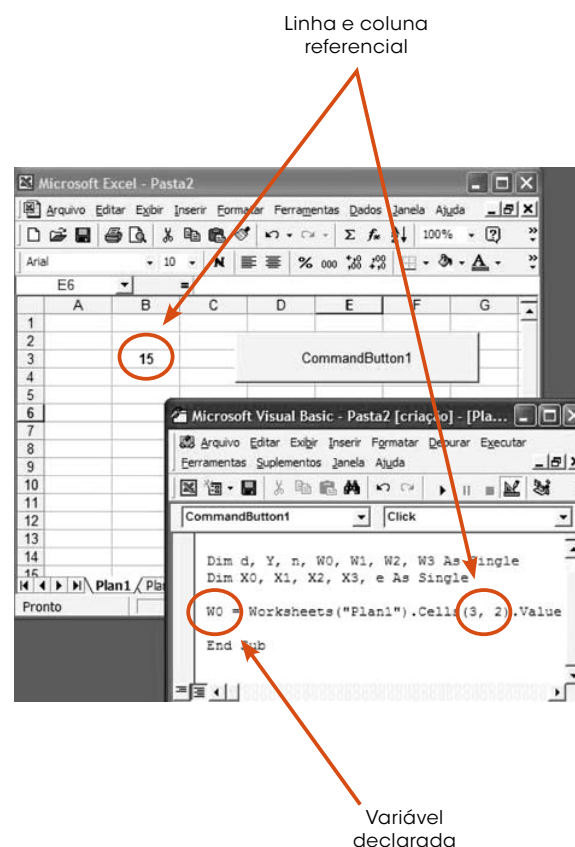 Linha e coluna
referencial
Microsoft Excel - Pasta2
Arquivo Editar Exibir Inserir Formatar Ferramentas Dados Janela Ajuda
100%
Arial 10 N % 000
E6 =
A B C D E F G
1
2
3 15 CommandButton1
4
5
6
7
8
9
10
11
12
13
14
15
Plan1
Pronto
Microsoft Visual Basic - Pasta2 [criação] - [Pla...
Arquivo Editar Exibir Inserir Formatar Depurar Executar
Ferramentas Suplementos Janela Ajuda
CommandButton1 Click
Dim d, Y, n, W0, W1, W2, W3 As Single
Dim X0, X1, X2, X3, e As Single
W0 = Worksheets("Plan1").Cells(3, 2).Value
End Sub
Variável
declarada